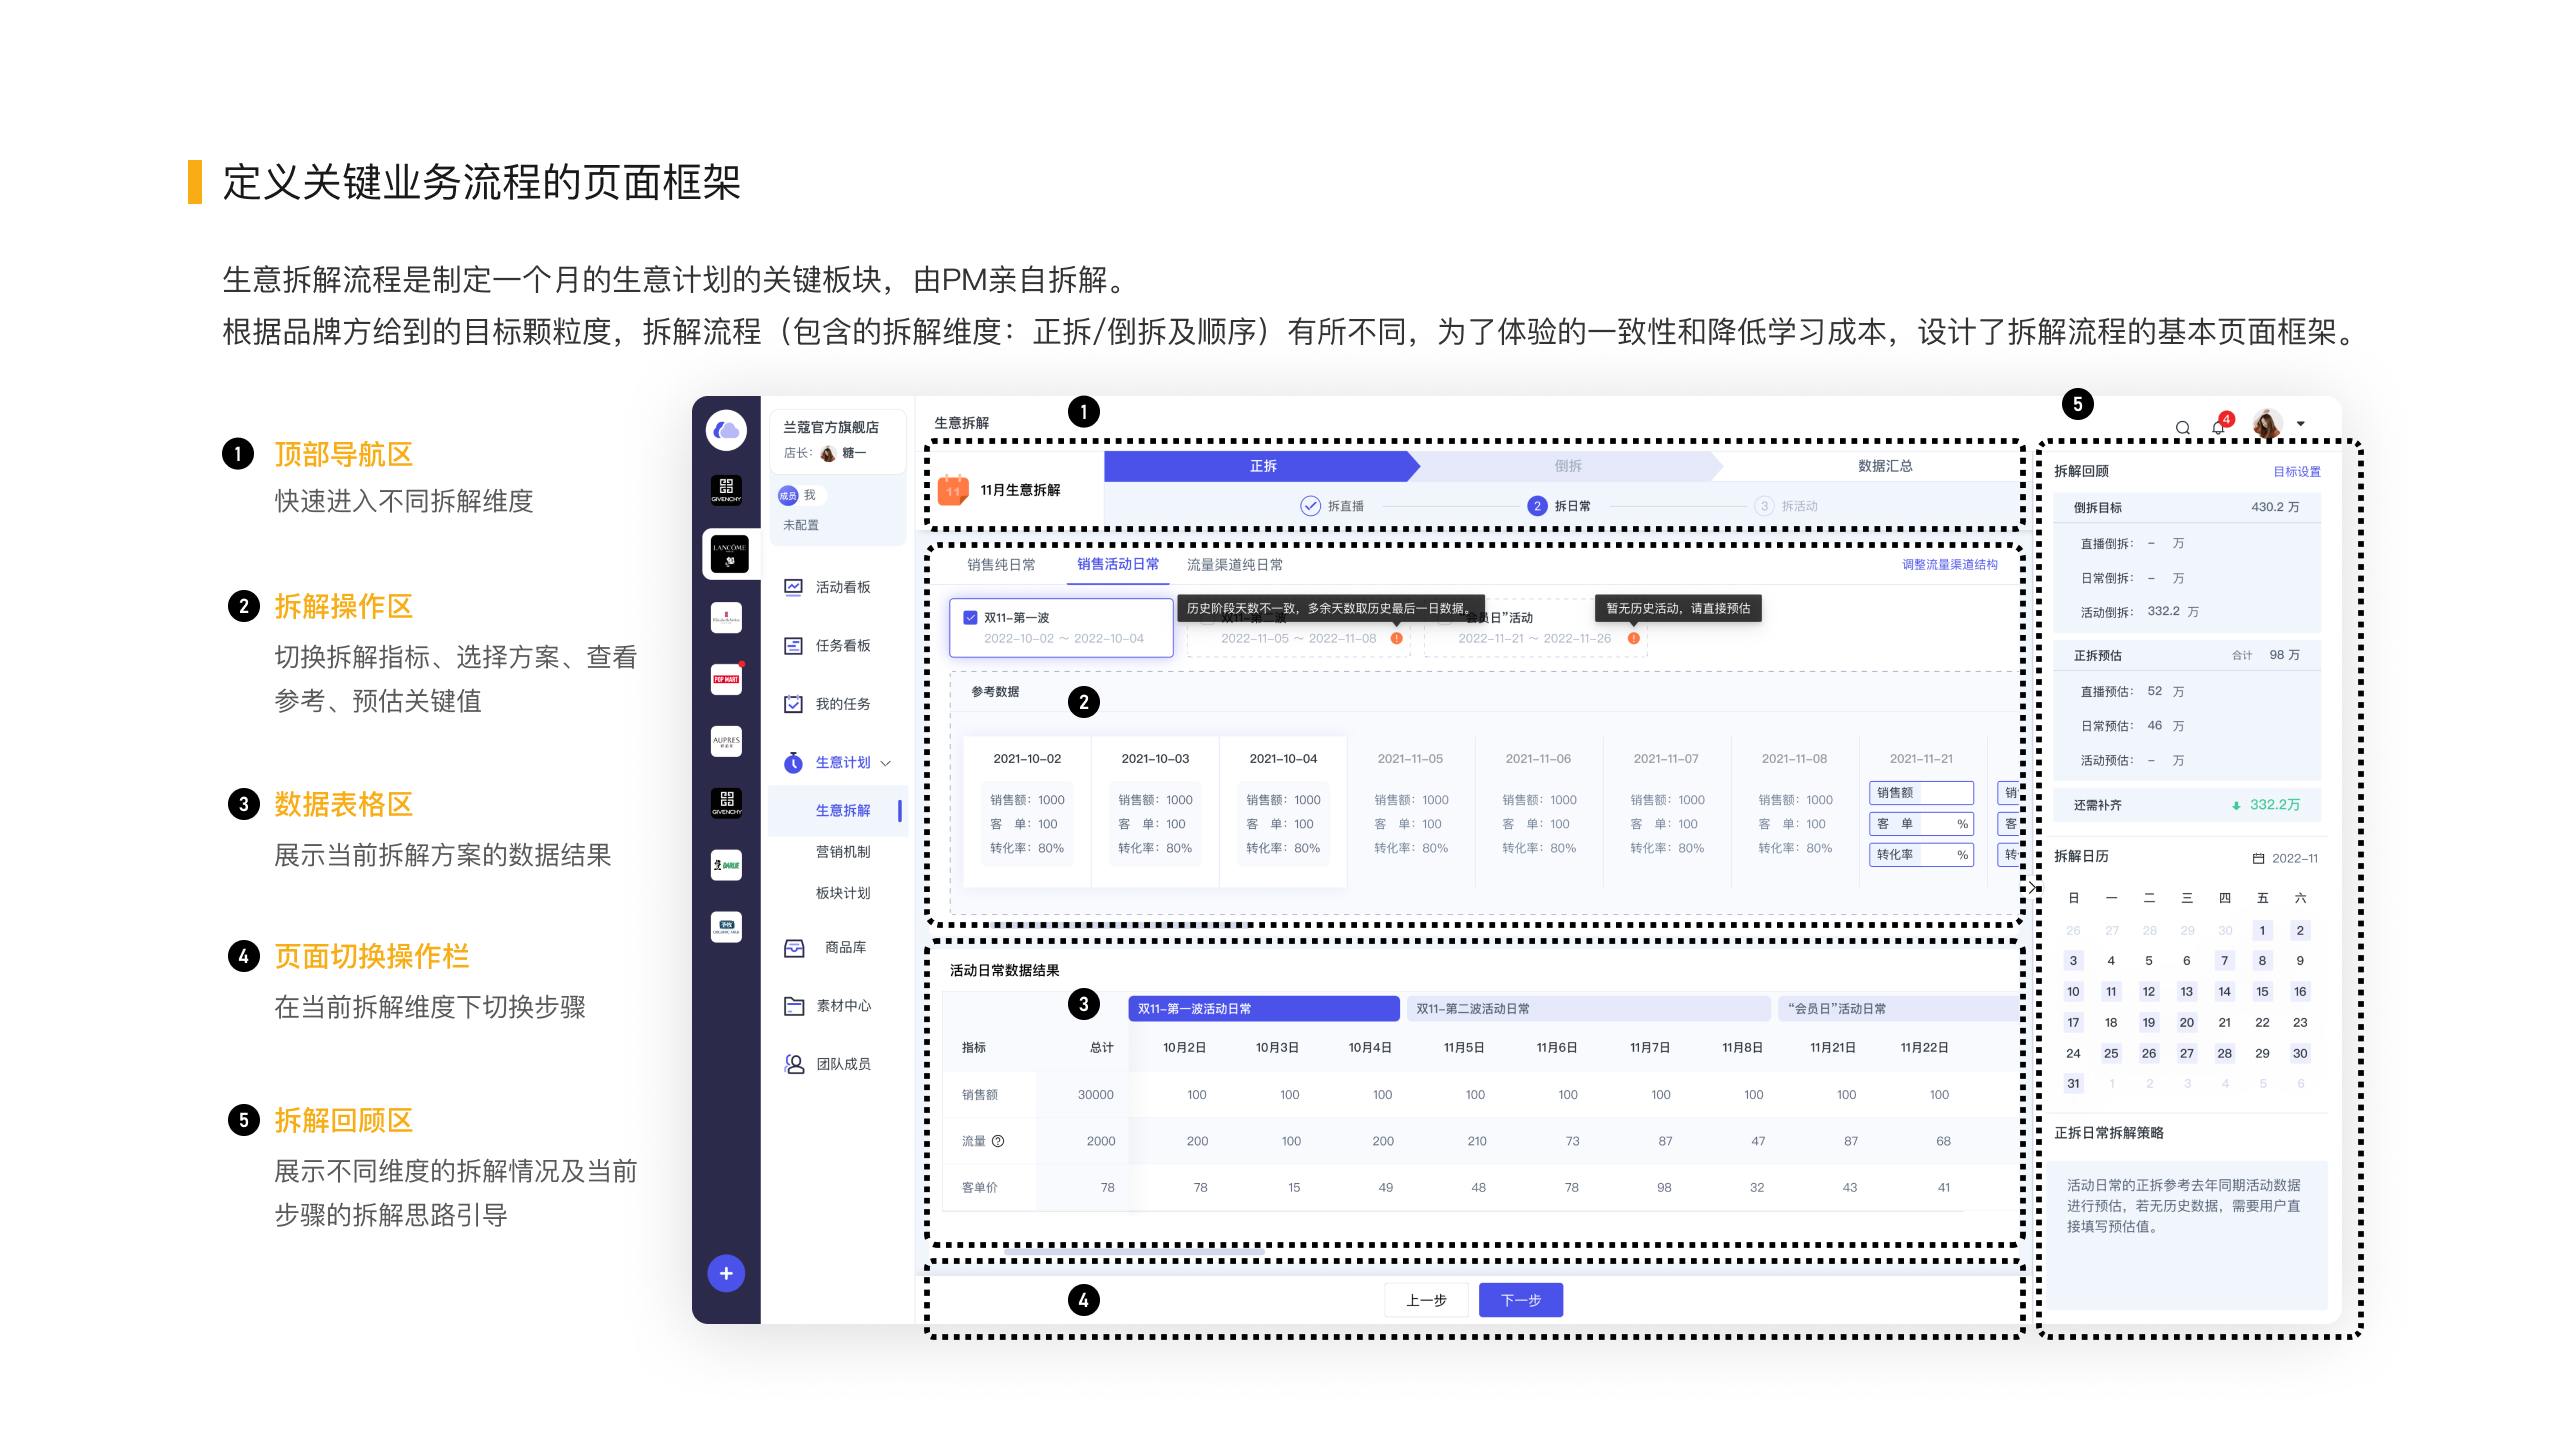 定义关键业务流程的页面框架
生意拆解流程是制定一个月的生意计划的关键板块，由PM亲自拆解。
根据品牌方给到的目标颗粒度，拆解流程（包含的拆解维度：正拆/倒拆及顺序）有所不同，为了体验的一致性和降低学习成本，设计了拆解流程的基本页面框架。
1 顶部导航区
快速进入不同拆解维度
2 拆解操作区
切换拆解指标、选择方案、查看
参考、预估关键值
3 数据表格区
展示当前拆解方案的数据结果
4 页面切换操作栏
在当前拆解维度下切换步骤
5 拆解回顾区
展示不同维度的拆解情况及当前
步骤的拆解思路引导
GIVENCHY
LANCÔME
POP MART
AUPRES
GIVENCHY
DARLIE
兰蔻官方旗舰店
店长： 糖一
成员 我
未配置
活动看板
任务看板
我的任务
生意计划
生意拆解
营销机制
板块计划
商品库
素材中心
团队成员
生意拆解
1
11 11月生意拆解
正拆 倒拆 数据汇总
拆直播 2 拆日常 3 拆活动
销售纯日常 销售活动日常 流量渠道纯日常 调整流量渠道结构
历史阶段天数不一致，多余天数取历史最后一日数据。 暂无历史活动，请直接预估
双11-第一波 会员日”活动
2022-10-02 ~ 2022-10-04 2022-11-05 ~ 2022-11-08 2022-11-21 ~ 2022-11-26
参考数据
2
2021-10-02 2021-10-03 2021-10-04 2021-11-05 2021-11-06 2021-11-07 2021-11-08 2021-11-21
销售额：1000 销售额：1000 销售额：1000 销售额：1000 销售额：1000 销售额：1000 销售额：1000 销售额 销
客 单：100 客 单：100 客 单：100 客 单：100 客 单：100 客 单：100 客 单：100 客 单 % 客
转化率：80% 转化率：80% 转化率：80% 转化率：80% 转化率：80% 转化率：80% 转化率：80% 转化率 % 转
活动日常数据结果
3
双11-第一波活动日常 双11-第二波活动日常 “会员日”活动日常
指标 总计 10月2日 10月3日 10月4日 11月5日 11月6日 11月7日 11月8日 11月21日 11月22日
销售额 30000 100 100 100 100 100 100 100 100 100
流量 ? 2000 200 100 200 210 73 87 47 87 68
客单价 78 78 15 49 48 78 98 32 43 41
4
上一步 下一步
5
4
拆解回顾 目标设置
倒拆目标 430.2 万
直播倒拆： – 万
日常倒拆： – 万
活动倒拆： 332.2 万
正拆预估 合计 98 万
直播预估： 52 万
日常预估： 46 万
活动预估： – 万
还需补齐 332.2万
拆解日历 2022-11
日 一 二 三 四 五 六
26 27 28 29 30 1 2
3 4 5 6 7 8 9
10 11 12 13 14 15 16
17 18 19 20 21 22 23
24 25 26 27 28 29 30
31 1 2 3 4 5 6
正拆日常拆解策略
活动日常的正拆参考去年同期活动数据
进行预估，若无历史数据，需要用户直
接填写预估值。